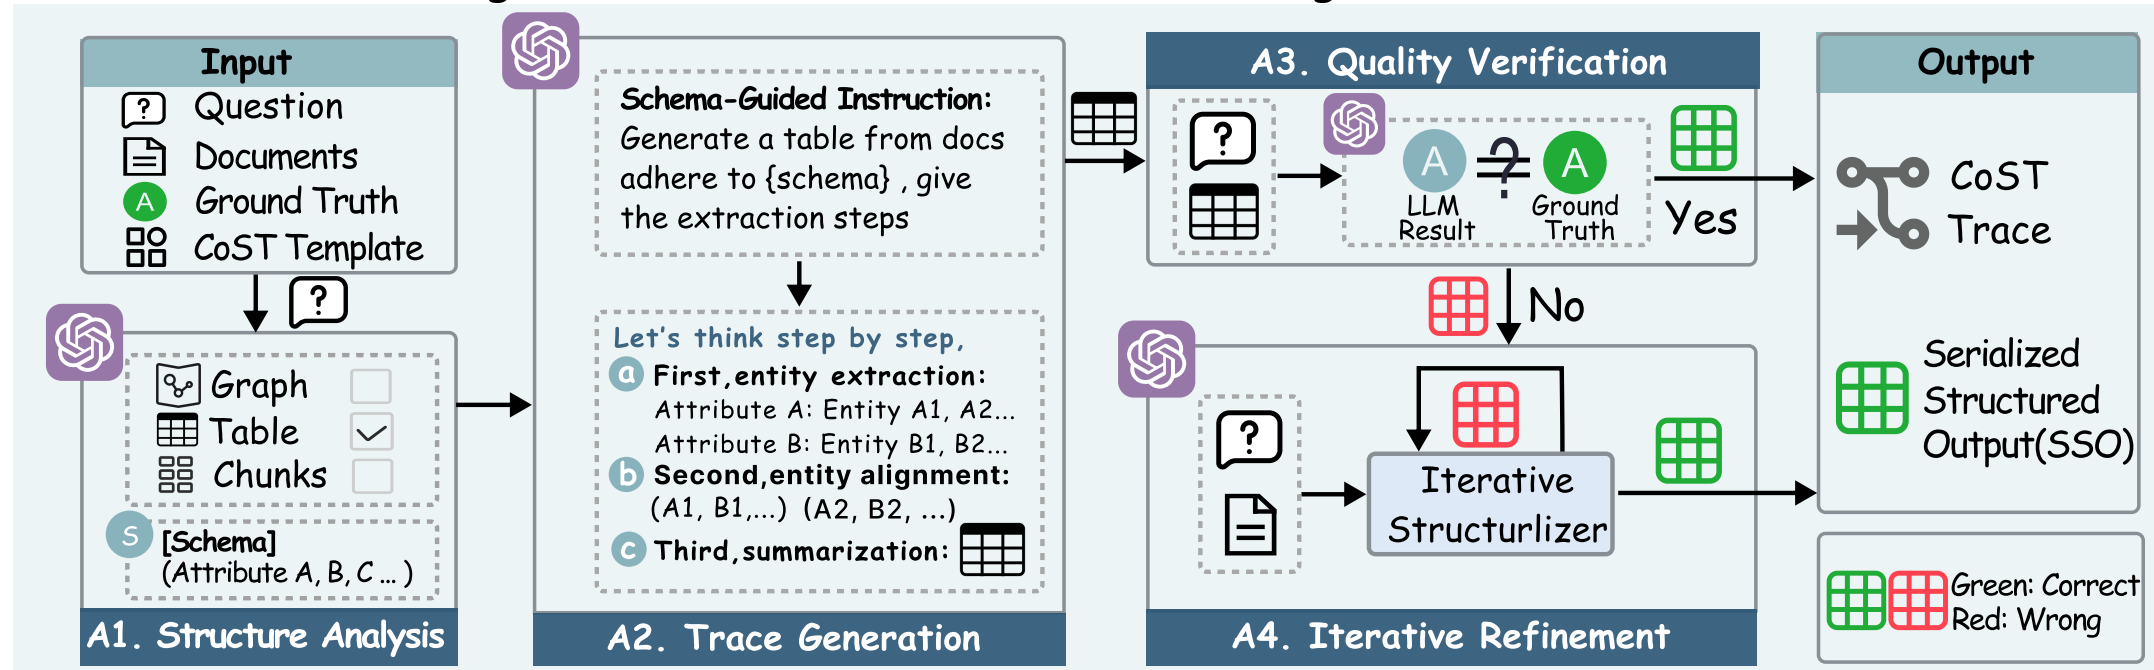 Input
? Question
Documents
A Ground Truth
CoST Template
?
Graph
Table
Chunks
S
[Schema]
(Attribute A, B, C ... )
A1. Structure Analysis
Schema-Guided Instruction:
Generate a table from docs
adhere to {schema} , give
the extraction steps
Let's think step by step,
a First,entity extraction:
Attribute A: Entity A1, A2...
Attribute B: Entity B1, B2...
b Second,entity alignment:
(A1, B1,...) (A2, B2, ...)
c Third,summarization:
A2. Trace Generation
A3. Quality Verification
?
A = ? A
LLM
Result
Ground
Truth
Yes
No
?
Iterative
Structurlizer
A4. Iterative Refinement
Output
CoST
Trace
Serialized
Structured
Output(SSO)
Green: Correct
Red: Wrong